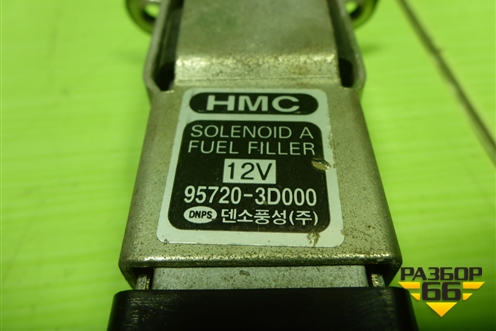 HMC
SOLENOID A
FUEL FILLER
12V
95720-3D000
DNPS 덴소풍성(주)
РАЗБОР
66